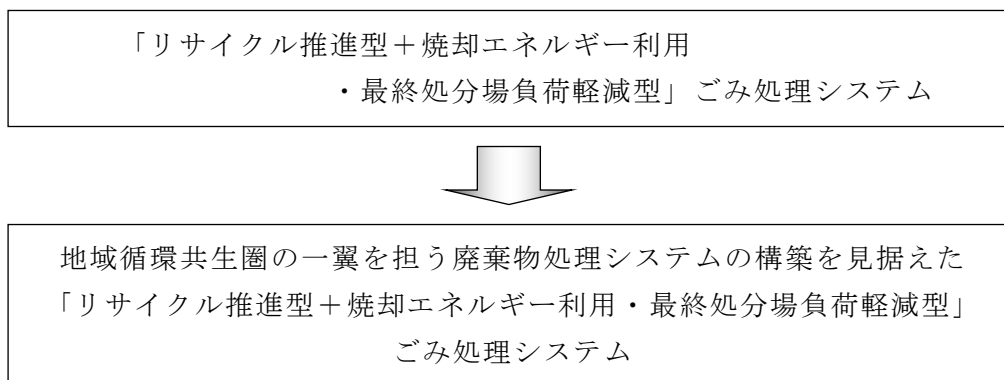 「リサイクル推進型＋焼却エネルギー利用
・最終処分場負荷軽減型」ごみ処理システム
地域循環共生圏の一翼を担う廃棄物処理システムの構築を見据えた
「リサイクル推進型＋焼却エネルギー利用・最終処分場負荷軽減型」
ごみ処理システム